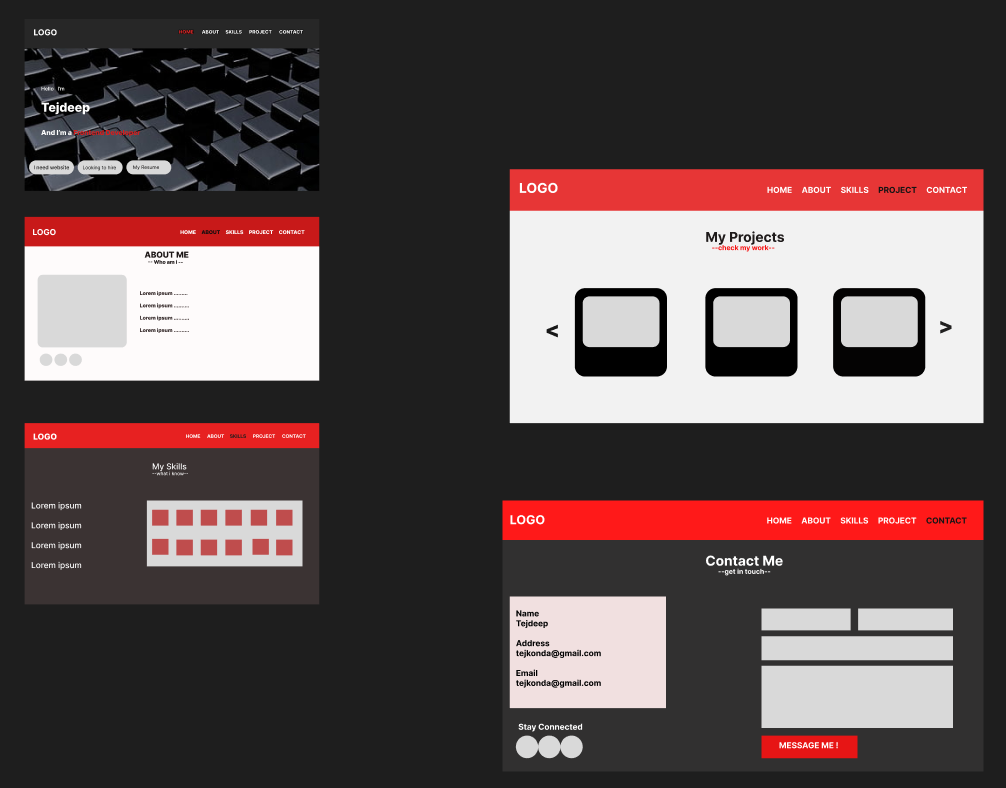 LOGO
HOME ABOUT SKILLS PROJECT CONTACT
Hello, I'm
Tejdeep
And I'm a
I need website Looking to hire My Resume
LOGO
HOME ABOUT SKILLS PROJECT CONTACT
ABOUT ME
-- Who am I --
Lorem ipsum ........
Lorem ipsum .........
Lorem ipsum .........
Lorem ipsum .........
LOGO
HOME ABOUT SKILLS PROJECT CONTACT
My Skills
--what i know--
Lorem ipsum
Lorem ipsum
Lorem ipsum
Lorem ipsum
LOGO
HOME ABOUT SKILLS PROJECT CONTACT
My Projects
--check my work--
< >
LOGO
HOME ABOUT SKILLS PROJECT CONTACT
Contact Me
--get in touch--
Name
Tejdeep
Address
tejkonda@gmail.com
Email
tejkonda@gmail.com
Stay Connected
MESSAGE ME !